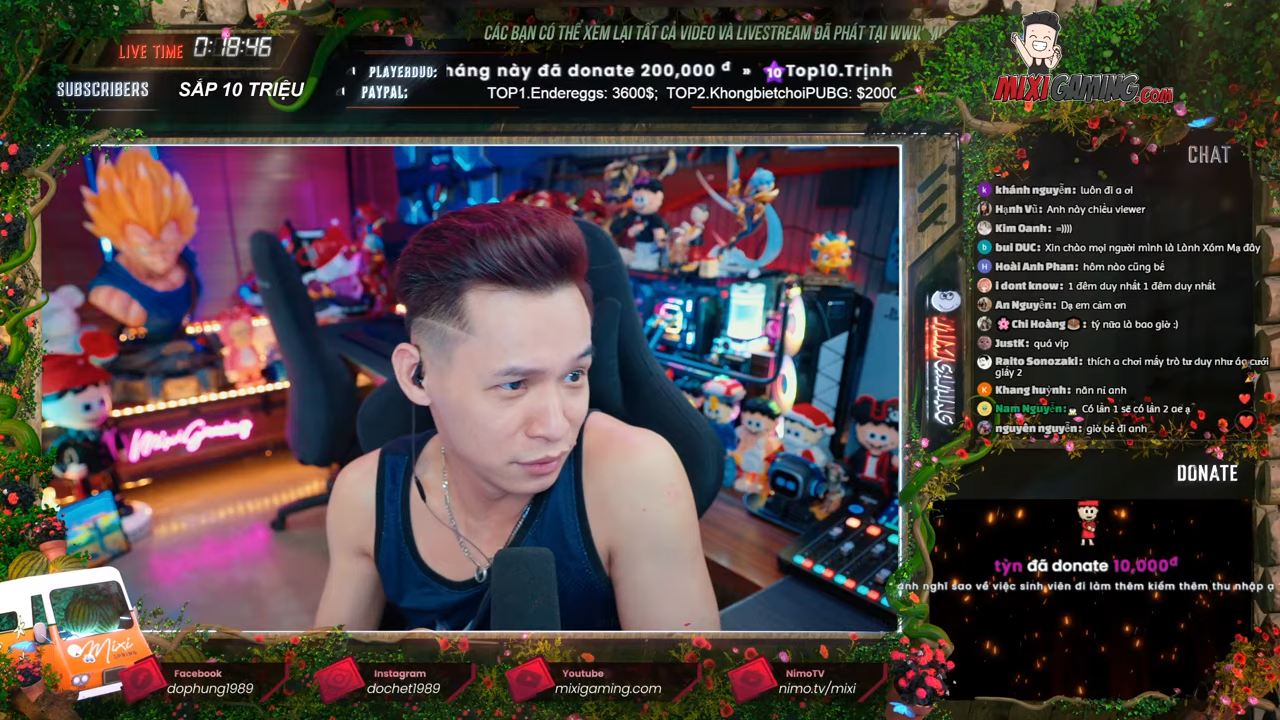 CÁC BẠN CÓ THỂ XEM LẠI TẤT CẢ VIDEO VÀ LIVESTREAM ĐÃ PHÁT TẠI
LIVE TIME 0:18:46
SUBSCRIBERS SẮP 10 TRIỆU
PLAYERDUO: háng này đã donate 200,000 đ » 10 Top10.Trịnh
PAYPAL: TOP1.Endereggs: 3600$; TOP2.KhongbietchoiPUBG: $2000
MIXIGAMING.COM
CHAT
khánh nguyễn: luôn đi a ơi
Hạnh Vũ: Anh này chiều viewer
Kim Oanh: =))))
bui DUC: Xin chào mọi người mình là Lành Xóm Mạ đây
Hoài Anh Phan: hôm nào cũng bể
i dont know: 1 đêm duy nhất 1 đêm duy nhất
An Nguyễn: Dạ em cảm ơn
Chi Hoàng: tý nữa là bao giờ :)
JustK: quá vip
Raito Sonozaki: thích a chơi mấy trò tư duy như áo cưới
giấy 2
Khang huỳnh: năn nỉ anh
Nam Nguyễn: Có lần 1 sẽ có lần 2 ae ạ
nguyên nguyễn: giờ bể đi anh
MixiGaming
MIXIGAMING
DONATE
tỳn đã donate 10,000đ
anh nghĩ sao về việc sinh viên đi làm thêm kiếm thêm thu nhập ạ
Mixi
Facebook
dophung1989
Instagram
dochet1989
Youtube
mixigaming.com
NimoTV
nimo.tv/mixi